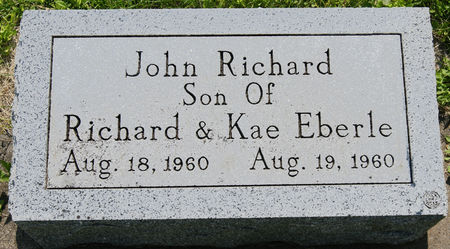 John Richard
Son Of
Richard & Kae Eberle
Aug. 18, 1960 Aug. 19, 1960